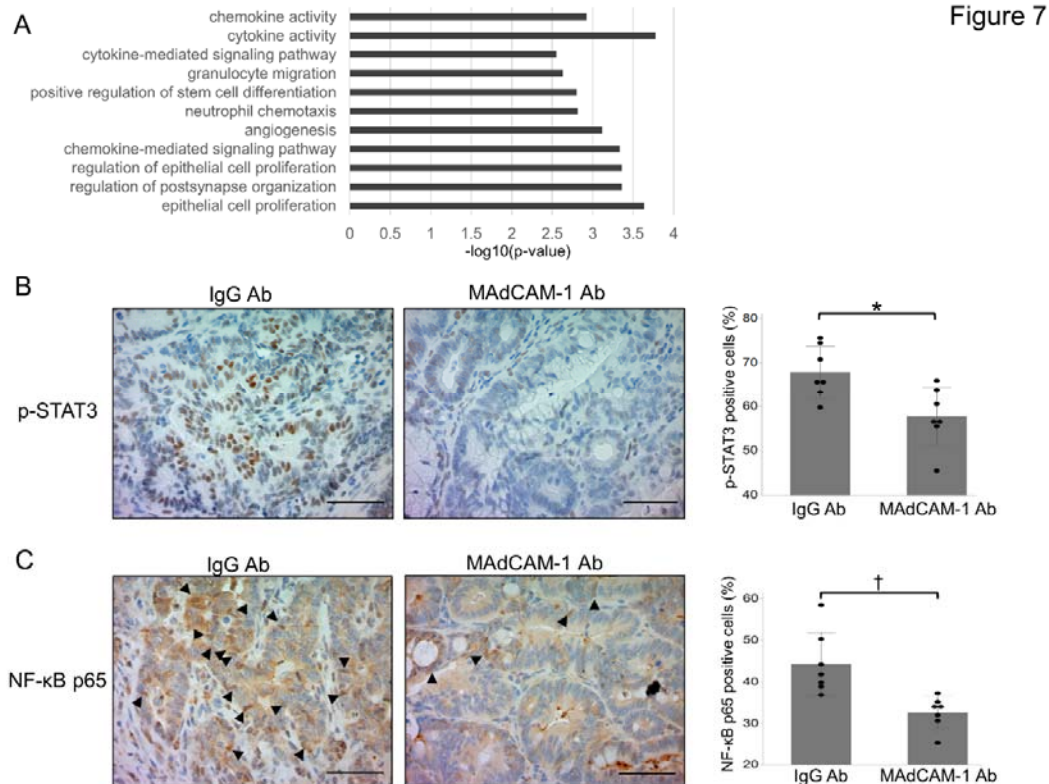 Figure 7
A
chemokine activity
cytokine activity
cytokine-mediated signaling pathway
granulocyte migration
positive regulation of stem cell differentiation
neutrophil chemotaxis
angiogenesis
chemokine-mediated signaling pathway
regulation of epithelial cell proliferation
regulation of postsynapse organization
epithelial cell proliferation
0 0.5 1 1.5 2 2.5 3 3.5 4
-log10(p-value)
B
IgG Ab
MAdCAM-1 Ab
p-STAT3
p-STAT3 positive cells (%)
80
70
60
50
40
*
IgG Ab MAdCAM-1 Ab
C
IgG Ab
MAdCAM-1 Ab
NF-κB p65
NF-κB p65 positive cells (%)
60
50
40
30
20
†
IgG Ab MAdCAM-1 Ab